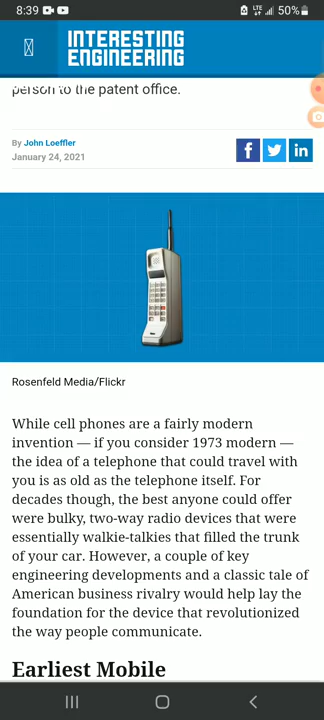 8:39
LTE
50%
INTERESTING
ENGINEERING
person to the patent office.
By John Loeffler
January 24, 2021
f
in
Rosenfeld Media/Flickr
While cell phones are a fairly modern
invention — if you consider 1973 modern —
the idea of a telephone that could travel with
you is as old as the telephone itself. For
decades though, the best anyone could offer
were bulky, two-way radio devices that were
essentially walkie-talkies that filled the trunk
of your car. However, a couple of key
engineering developments and a classic tale of
American business rivalry would help lay the
foundation for the device that revolutionized
the way people communicate.
Earliest Mobile